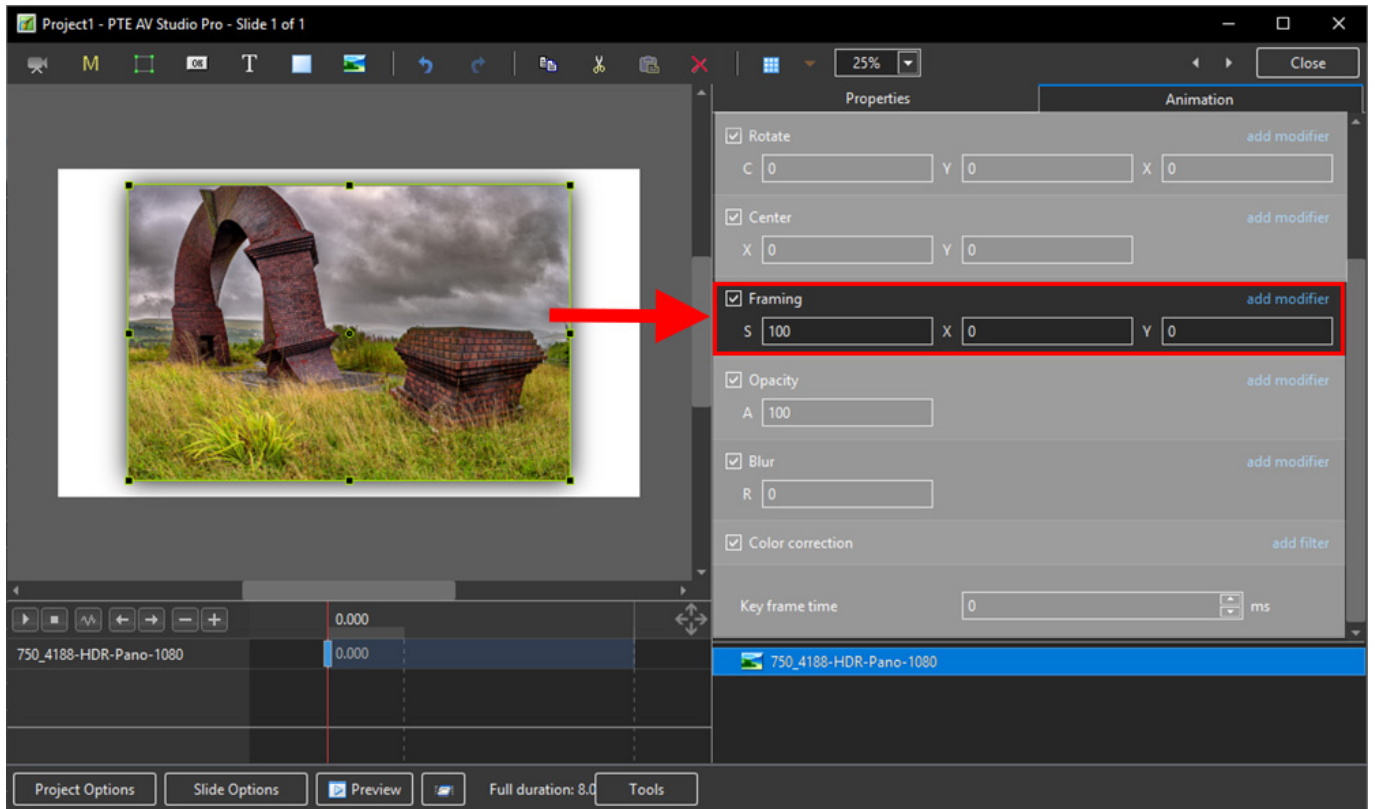 Project1 - PTE AV Studio Pro - Slide 1 of 1
M OK T 25% Close
Properties Animation
Rotate add modifier
C 0 Y 0 X 0
Center add modifier
X 0 Y 0
Framing add modifier
S 100 X 0 Y 0
Opacity add modifier
A 100
Blur add modifier
R 0
Color correction add filter
Key frame time 0 ms
0.000
750_4188-HDR-Pano-1080 0.000
750_4188-HDR-Pano-1080
Project Options Slide Options Preview Full duration: 8.0 Tools